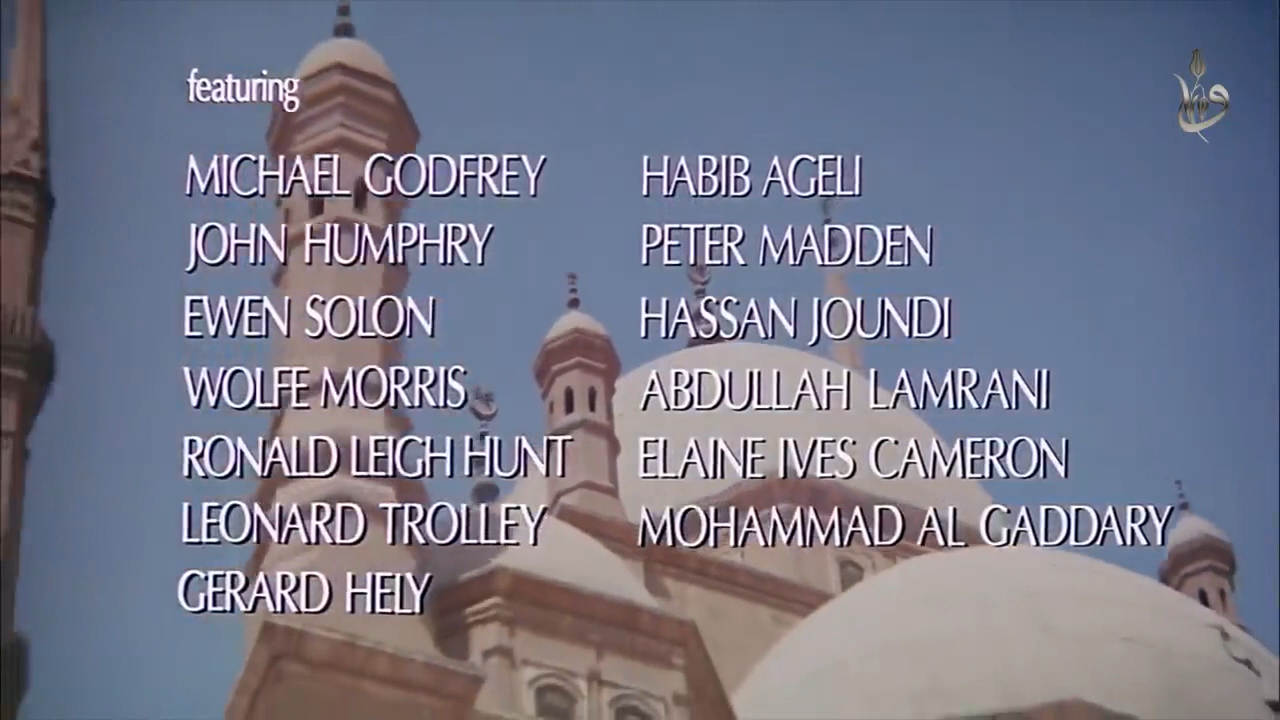 featuring
MICHAEL GODFREY
JOHN HUMPHRY
EWEN SOLON
WOLFE MORRIS
RONALD LEIGH HUNT
LEONARD TROLLEY
GERARD HELY
HABIB AGELI
PETER MADDEN
HASSAN JOUNDI
ABDULLAH LAMRANI
ELAINE IVES CAMERON
MOHAMMAD AL GADDARY